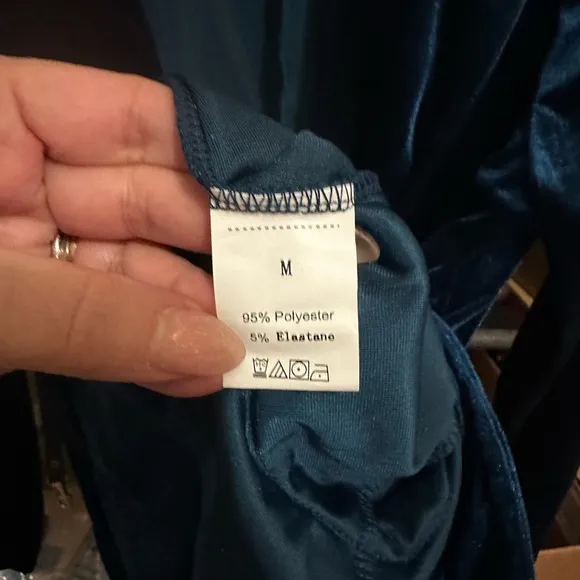 M
95% Polyester
5% Elastane